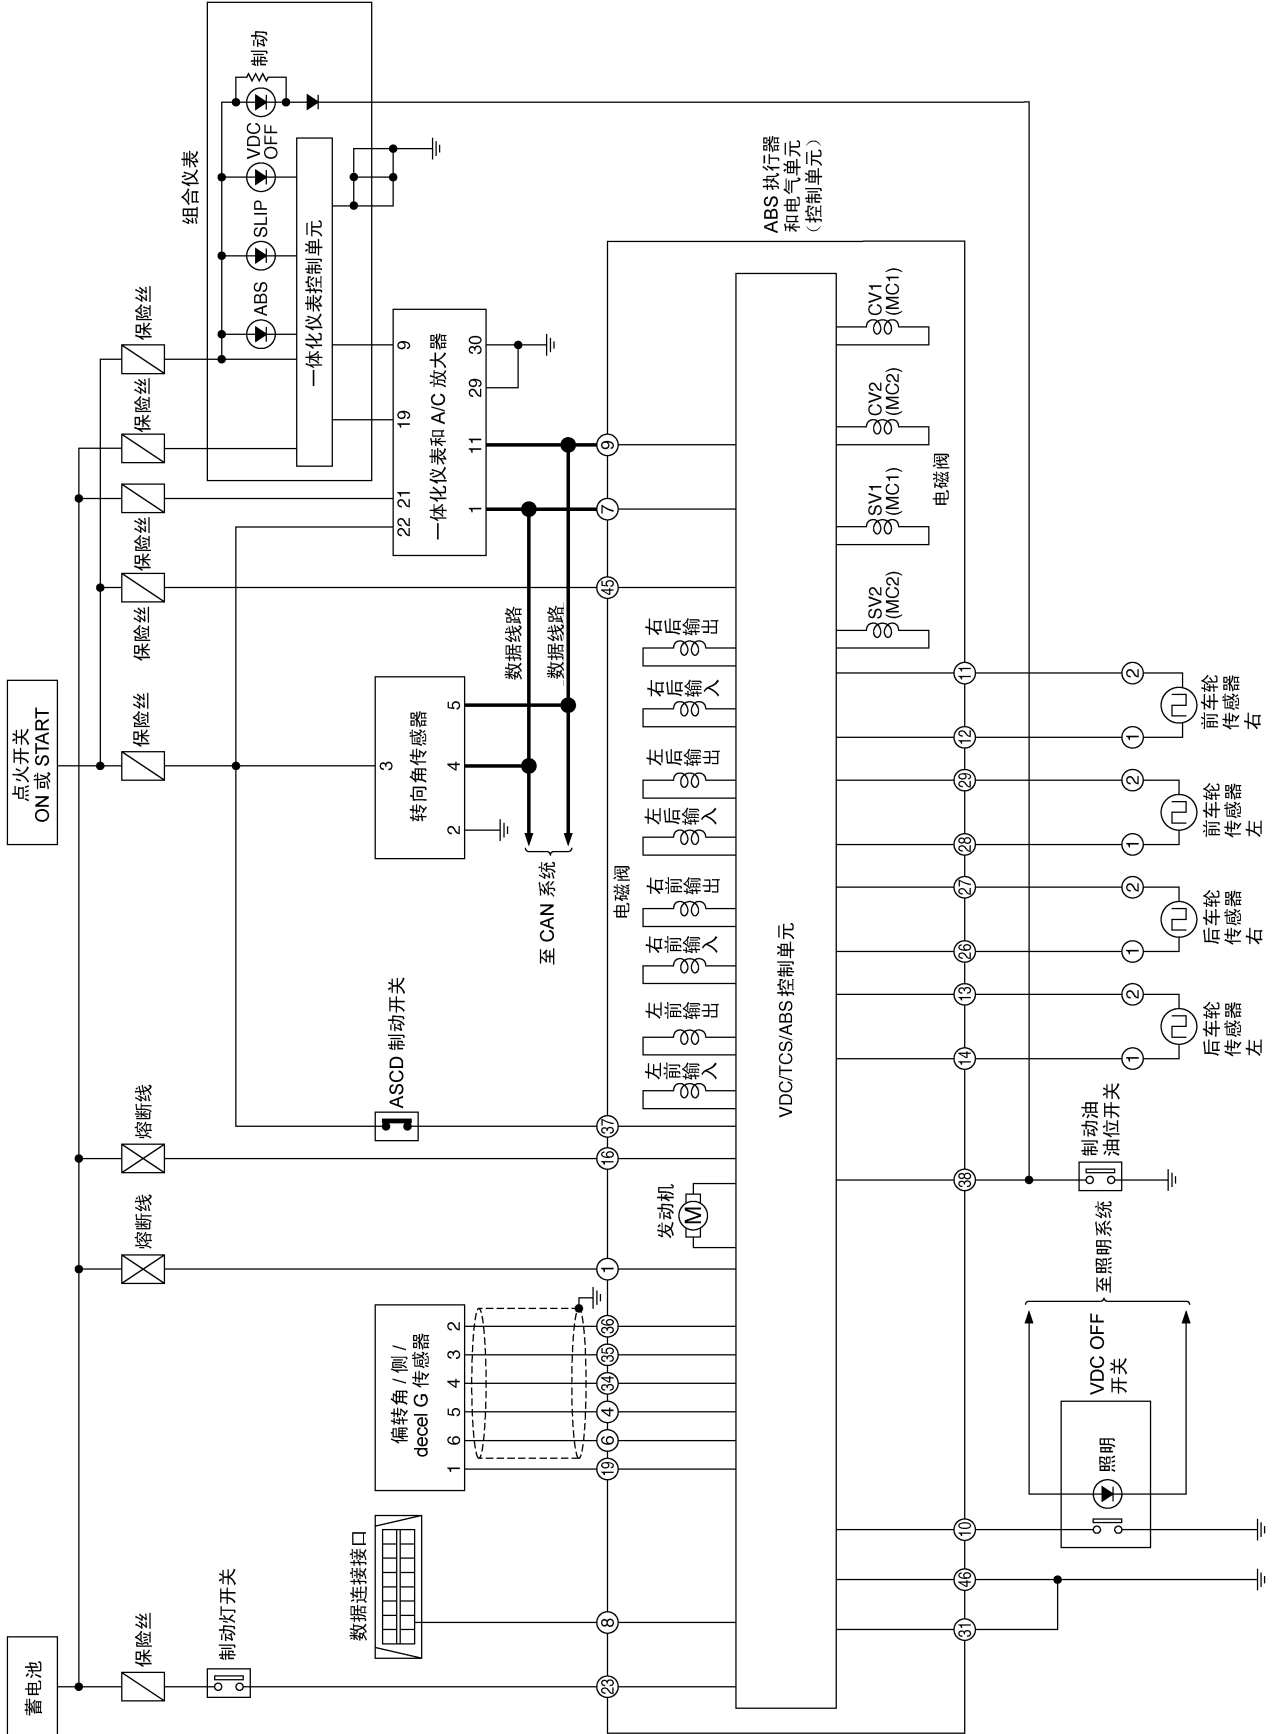 蓄电池
点火开关
ON 或 START
保险丝
熔断线
熔断线
保险丝
保险丝
保险丝
保险丝
保险丝
制动灯开关
组合仪表
ABS
SLIP
VDC
OFF
制动
一体化仪表控制单元
数据连接接口
偏转角 / 侧 /
decel G 传感器
1
6
5
4
3
2
ASCD 制动开关
3
转向角传感器
2
4
5
22
21
19
9
一体化仪表和 A/C 放大器
1
11
29
30
数据线路
数据线路
至 CAN 系统
23
8
19
6
4
34
35
36
1
16
37
45
7
9
发动机
M
电磁阀
左前输入
左前输出
右前输入
右前输出
左后输入
左后输出
右后输入
右后输出
ABS 执行器
和电气单元
（控制单元）
VDC/TCS/ABS 控制单元
SV2
(MC2)
SV1
(MC1)
CV2
(MC2)
CV1
(MC1)
电磁阀
31
46
10
38
14
13
26
27
28
29
12
11
VDC OFF
开关
照明
至照明系统
制动油
油位开关
1
2
1
2
1
2
1
2
后车轮
传感器
左
后车轮
传感器
右
前车轮
传感器
左
前车轮
传感器
右